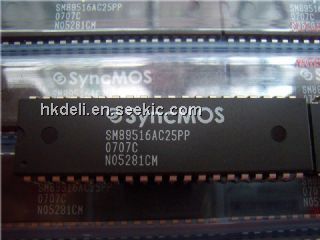 SM89516AC25PP
0707C
N05281CM
SyncMOS
hkdeli.en.seekic.com
SyncMOS
SM89516AC25PP
0707C
N05281CM
SM89516AC25PP
0707C
N05281CM